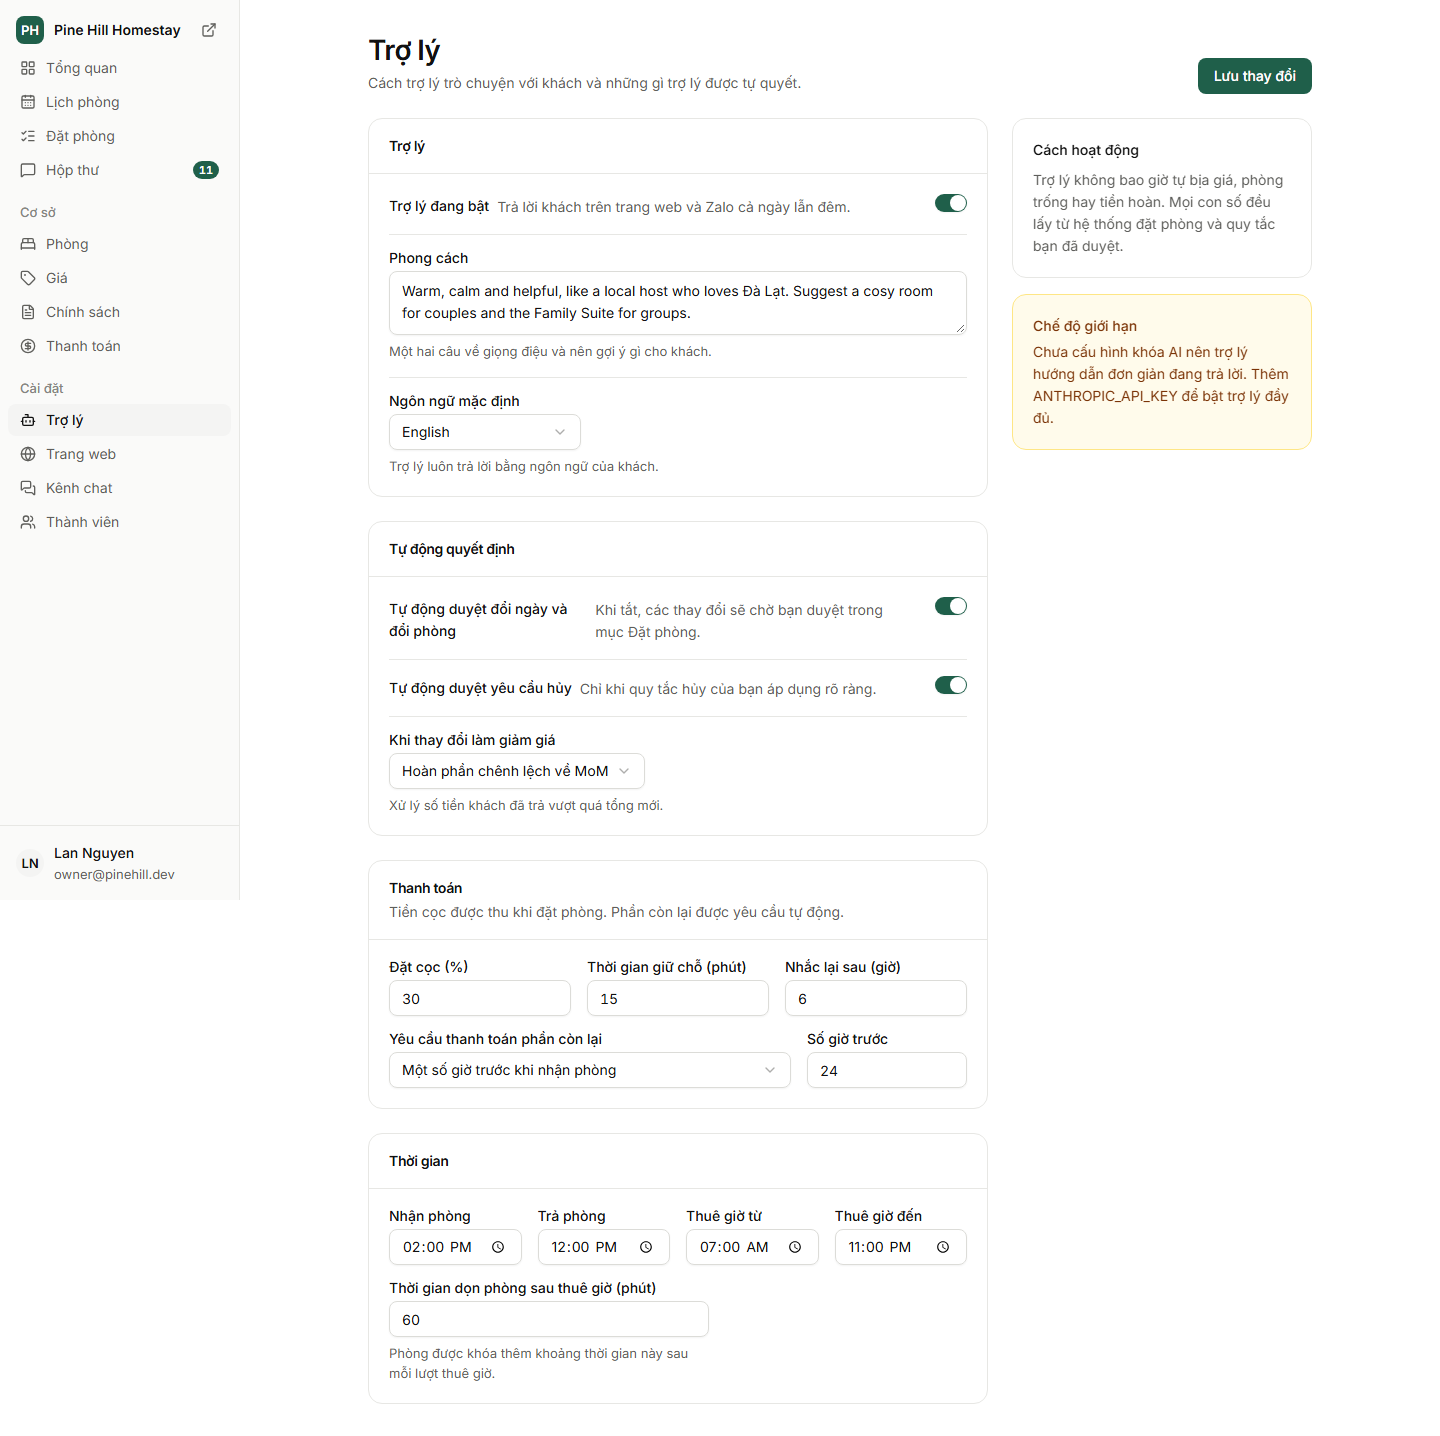 PH Pine Hill Homestay
Tổng quan
Lịch phòng
Đặt phòng
Hộp thư 11
Cơ sở
Phòng
Giá
Chính sách
Thanh toán
Cài đặt
Trợ lý
Trang web
Kênh chat
Thành viên
LN
Lan Nguyen
owner@pinehill.dev
Trợ lý
Cách trợ lý trò chuyện với khách và những gì trợ lý được tự quyết.
Lưu thay đổi
Trợ lý
Trợ lý đang bật Trả lời khách trên trang web và Zalo cả ngày lẫn đêm.
Phong cách
Warm, calm and helpful, like a local host who loves Đà Lạt. Suggest a cosy room
for couples and the Family Suite for groups.
Một hai câu về giọng điệu và nên gợi ý gì cho khách.
Ngôn ngữ mặc định
English
Trợ lý luôn trả lời bằng ngôn ngữ của khách.
Tự động quyết định
Tự động duyệt đổi ngày và
đổi phòng
Khi tắt, các thay đổi sẽ chờ bạn duyệt trong
mục Đặt phòng.
Tự động duyệt yêu cầu hủy Chỉ khi quy tắc hủy của bạn áp dụng rõ ràng.
Khi thay đổi làm giảm giá
Hoàn phần chênh lệch về MoM
Xử lý số tiền khách đã trả vượt quá tổng mới.
Thanh toán
Tiền cọc được thu khi đặt phòng. Phần còn lại được yêu cầu tự động.
Đặt cọc (%) Thời gian giữ chỗ (phút) Nhắc lại sau (giờ)
30 15 6
Yêu cầu thanh toán phần còn lại Số giờ trước
Một số giờ trước khi nhận phòng 24
Thời gian
Nhận phòng Trả phòng Thuê giờ từ Thuê giờ đến
02:00 PM 12:00 PM 07:00 AM 11:00 PM
Thời gian dọn phòng sau thuê giờ (phút)
60
Phòng được khóa thêm khoảng thời gian này sau
mỗi lượt thuê giờ.
Cách hoạt động
Trợ lý không bao giờ tự bịa giá, phòng
trống hay tiền hoàn. Mọi con số đều
lấy từ hệ thống đặt phòng và quy tắc
bạn đã duyệt.
Chế độ giới hạn
Chưa cấu hình khóa AI nên trợ lý
hướng dẫn đơn giản đang trả lời. Thêm
ANTHROPIC_API_KEY để bật trợ lý đầy
đủ.